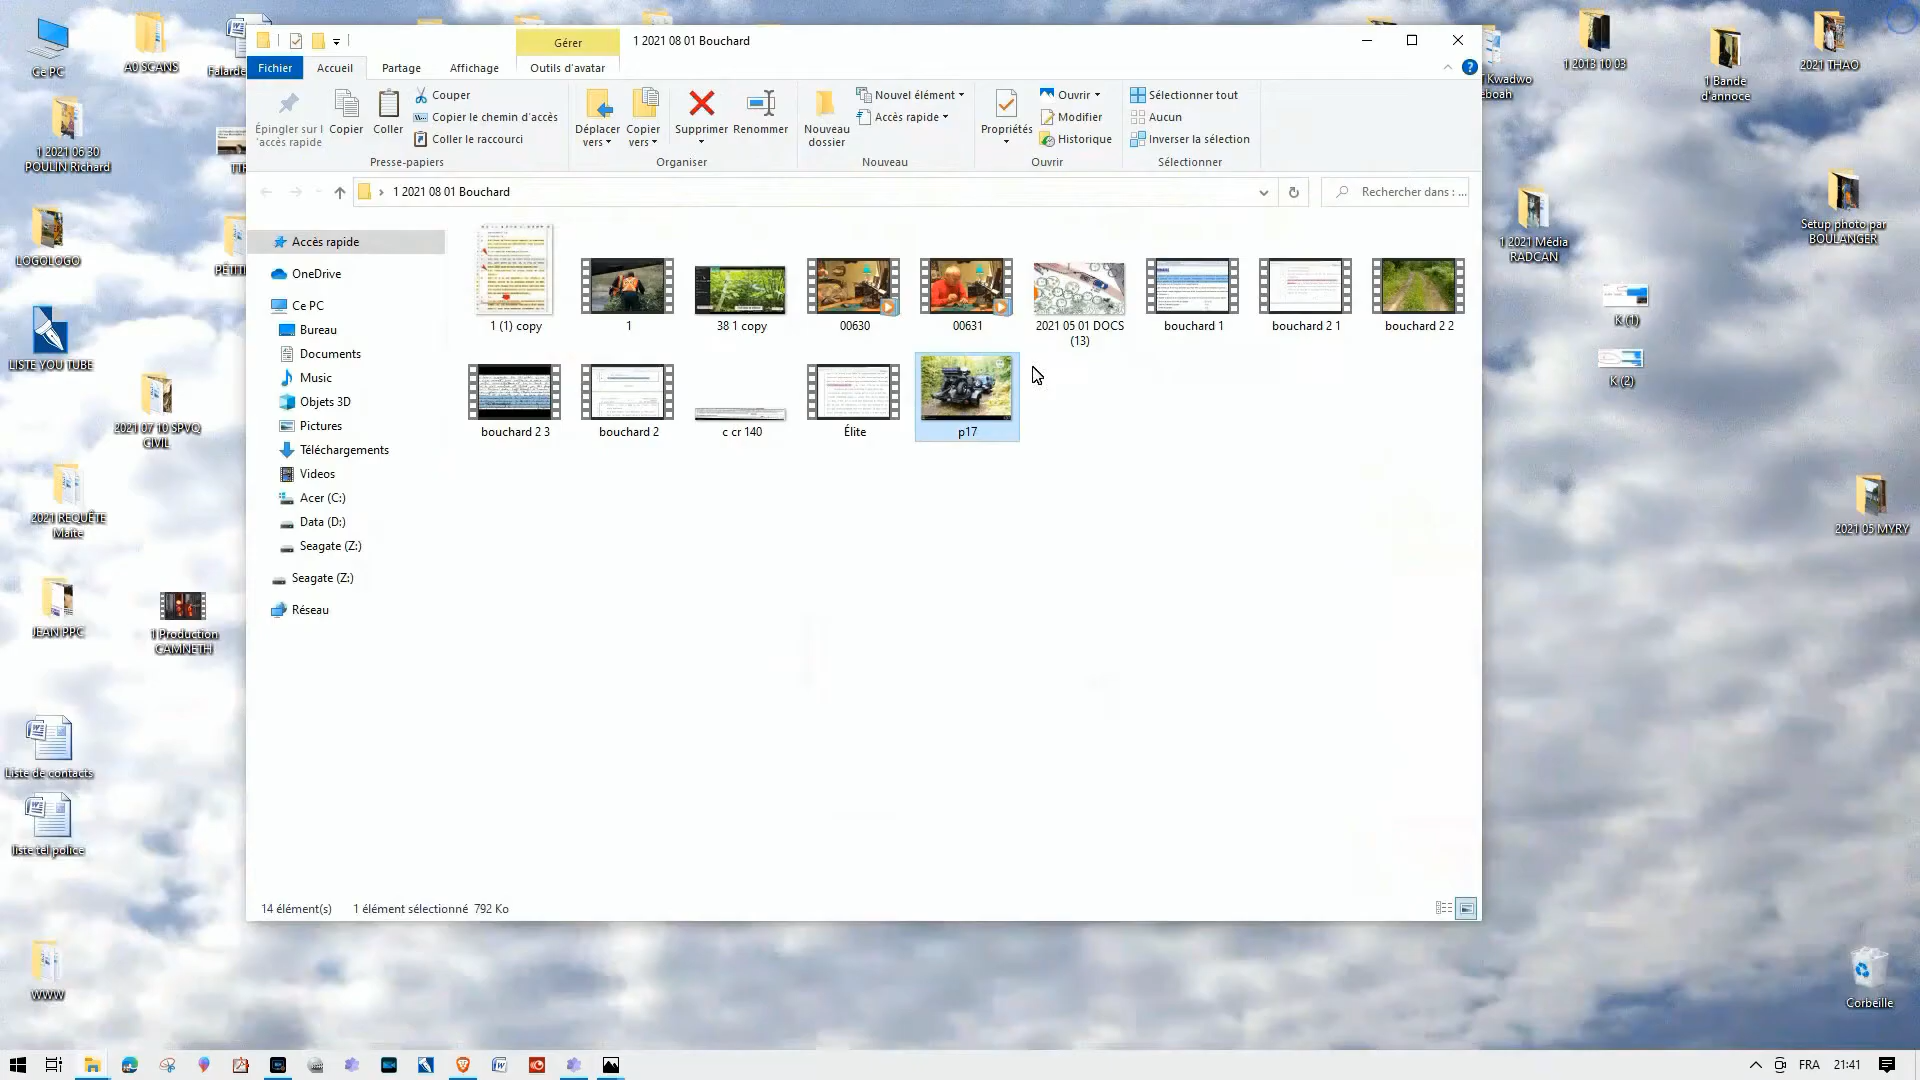 1 2021 08 01 Bouchard
Gérer
Fichier
Accueil
Partage
Affichage
Outils d'avatar
Épingler sur l
'accès rapide
Copier
Coller
Couper
Copier le chemin d'accès
Coller le raccourci
Presse-papiers
Déplacer
vers
Copier
vers
Supprimer
Renommer
Organiser
Nouveau
dossier
Nouvel élément
Accès rapide
Nouveau
Propriétés
Ouvrir
Modifier
Historique
Ouvrir
Sélectionner tout
Aucun
Inverser la sélection
Sélectionner
1 2021 08 01 Bouchard
Rechercher dans : ...
Accès rapide
OneDrive
Ce PC
Bureau
Documents
Music
Objets 3D
Pictures
Téléchargements
Videos
Acer (C:)
Data (D:)
Seagate (Z:)
Seagate (Z:)
Réseau
1 (1) copy
1
38 1 copy
00630
00631
2021 05 01 DOCS
(13)
bouchard 1
bouchard 2 1
bouchard 2 2
bouchard 2 3
bouchard 2
c cr 140
Élite
p17
14 élément(s)
1 élément sélectionné 792 Ko
Ce PC
A0 SCANS
Falarde
1 2021 06 30
POULIN Richard
LOGOLOGO
LISTE YOU TUBE
2021 07 10 SPVQ
CIVIL
2021 REQUÊTE
Maite
JEAN PPC
1 Production
CAMNETH
Liste de contacts
liste tel police
WWW
Kwadwo
eboah
1 2013 10 03
1 Bande
d'annoce
2021 THAO
1 2021 Média
RADCAN
Setup photo par
BOULANGER
K (1)
K (2)
2021 05 MYRY
Corbeille
FRA
21:41